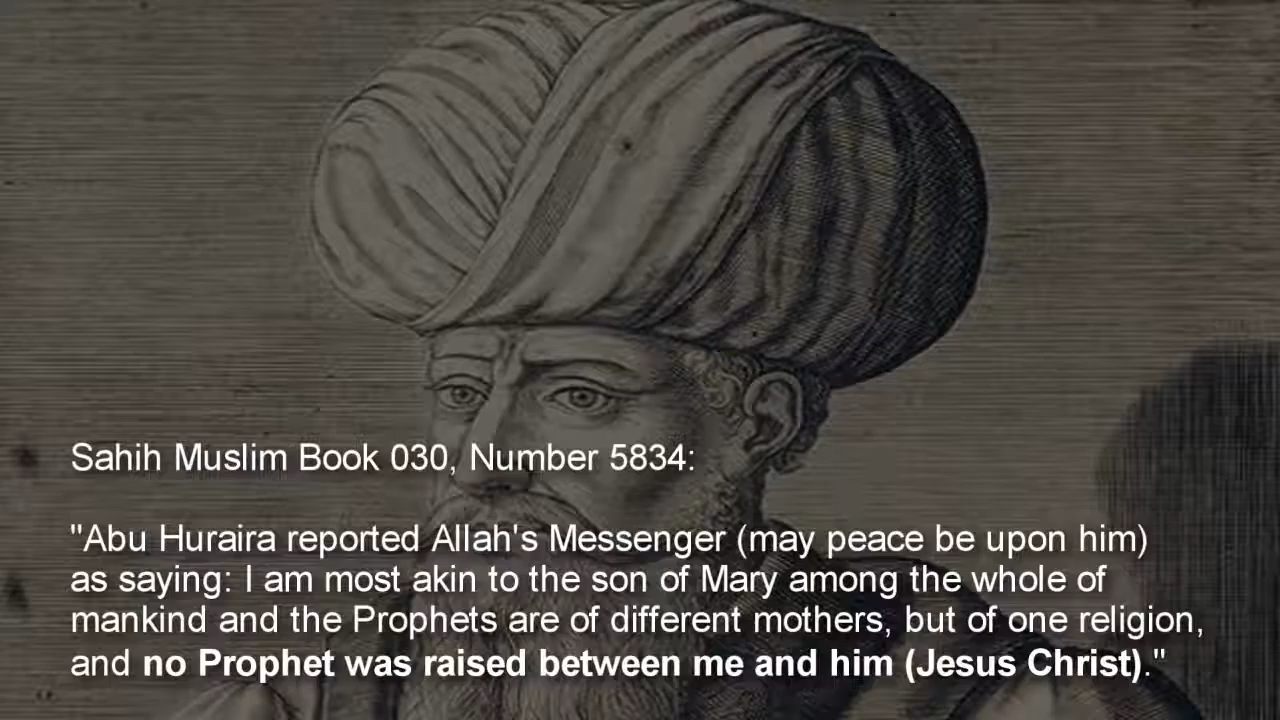 Sahih Muslim Book 030, Number 5834:
"Abu Huraira reported Allah's Messenger (may peace be upon him)
as saying: I am most akin to the son of Mary among the whole of
mankind and the Prophets are of different mothers, but of one religion,
and no Prophet was raised between me and him (Jesus Christ)."